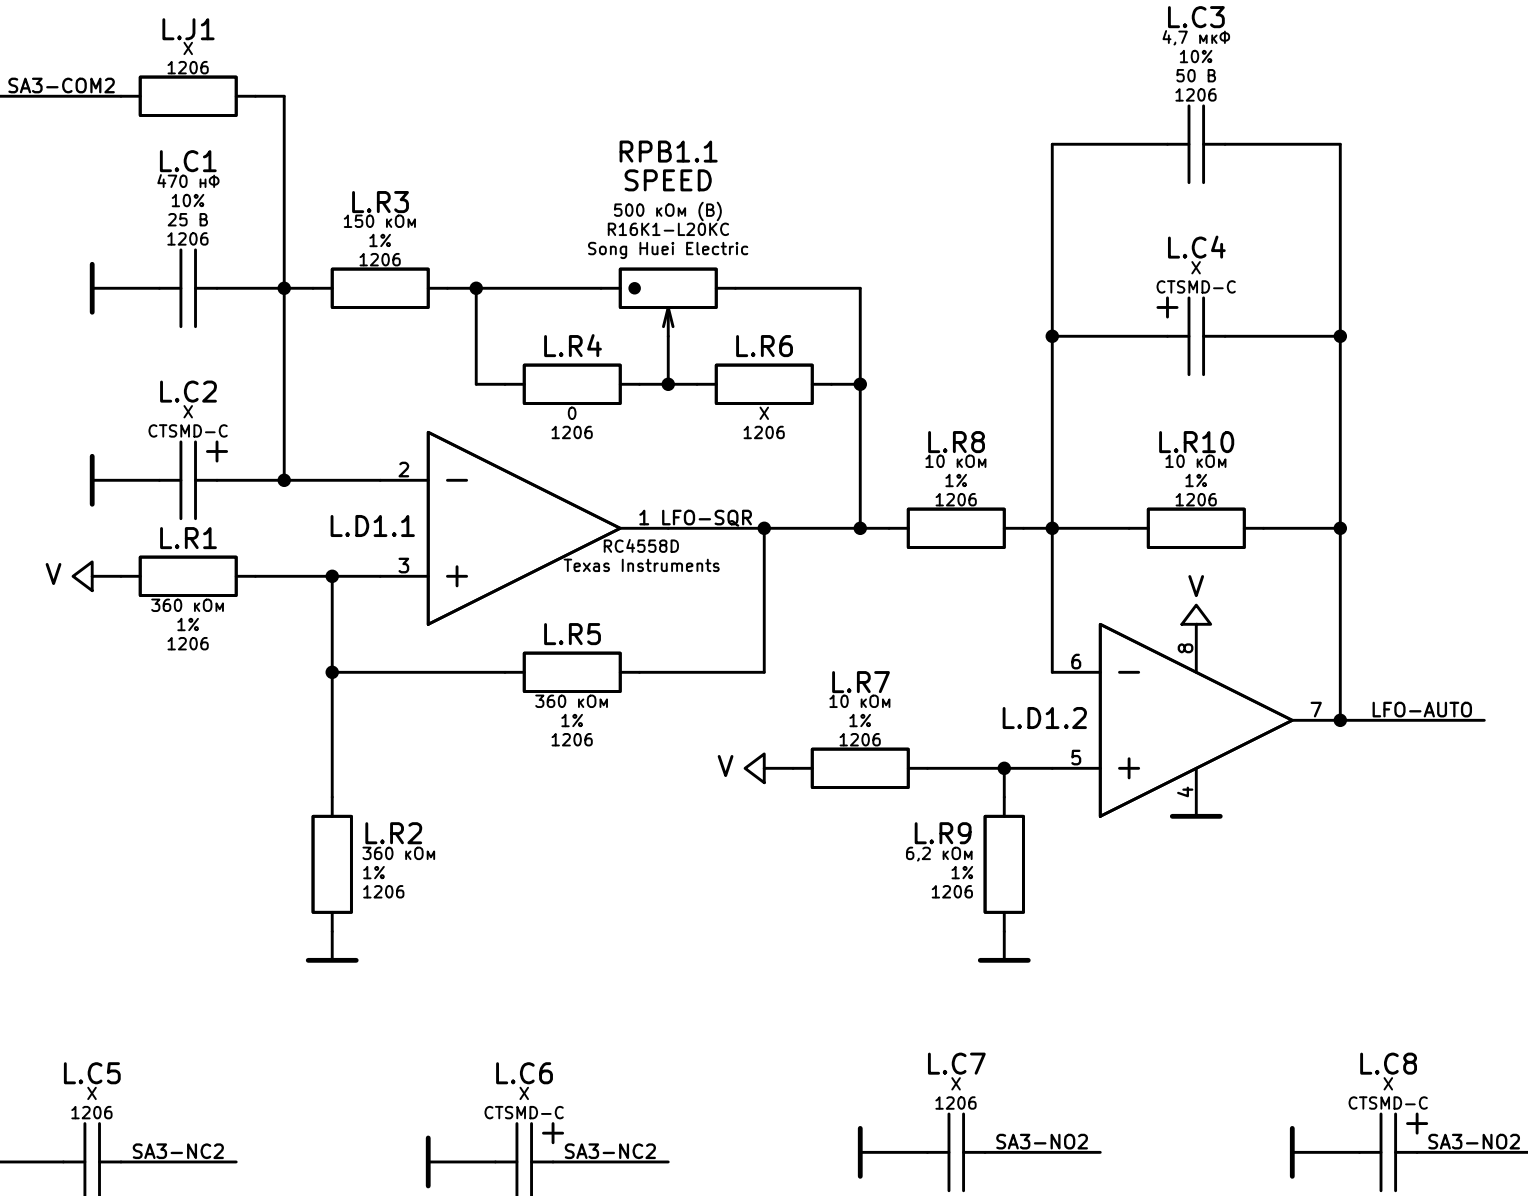 L.J1
X
1206
SA3-COM2
L.C1
470 нФ
10%
25 В
1206
L.R3
150 кОм
1%
1206
RPB1.1
SPEED
500 кОм (B)
R16K1-L20KC
Song Huei Electric
L.C3
4,7 мкФ
10%
50 В
1206
L.C4
X
CTSMD-C
+
L.R4
0
1206
L.R6
X
1206
L.C2
X
CTSMD-C
+
2
−
L.D1.1
3
+
1
LFO-SQR
RC4558D
Texas Instruments
L.R1
V
360 кОм
1%
1206
L.R5
360 кОм
1%
1206
L.R8
10 кОм
1%
1206
L.R10
10 кОм
1%
1206
V
8
6
−
L.D1.2
5
+
4
7
LFO-AUTO
L.R7
10 кОм
1%
1206
V
L.R2
360 кОм
1%
1206
L.R9
6,2 кОм
1%
1206
L.C5
X
1206
SA3-NC2
L.C6
X
CTSMD-C
+
SA3-NC2
L.C7
X
1206
SA3-NO2
L.C8
X
CTSMD-C
+
SA3-NO2